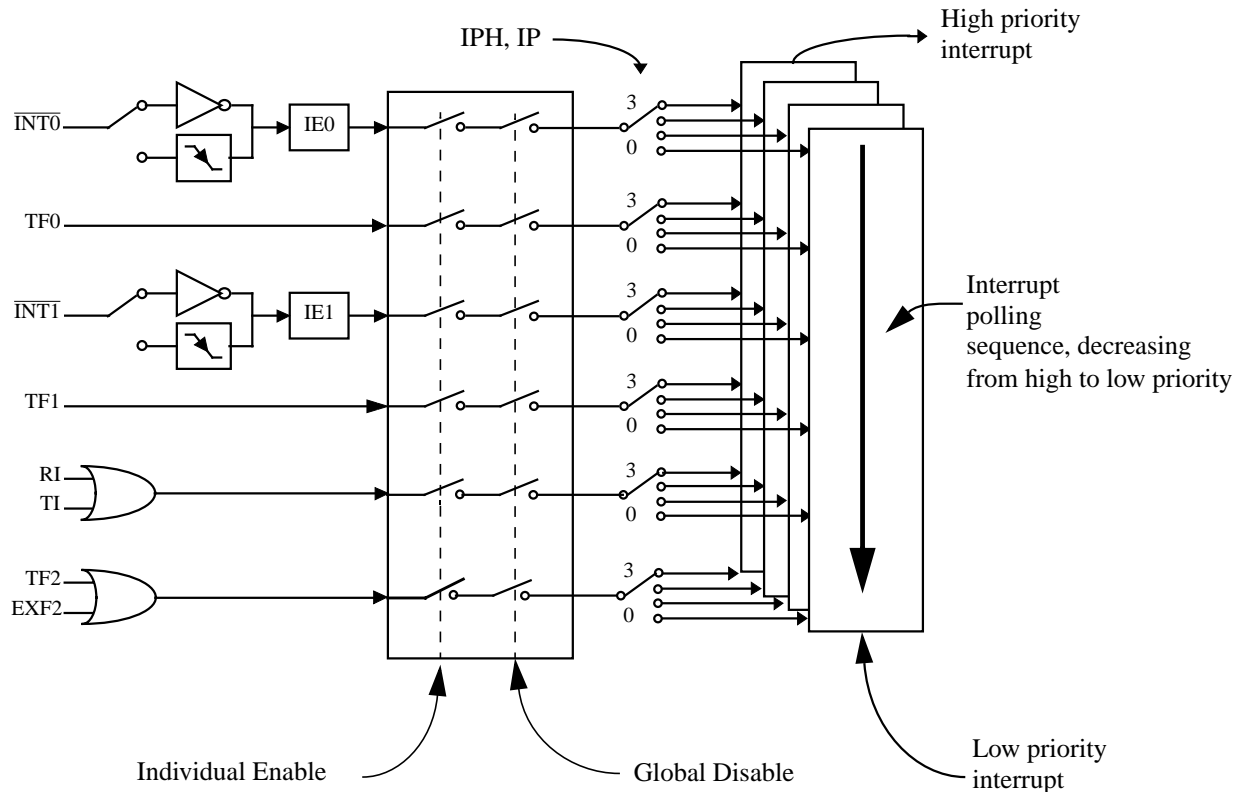 IPH, IP
High priority
interrupt
INT0
IE0
3
0
TF0
3
0
INT1
IE1
3
0
Interrupt
polling
sequence, decreasing
from high to low priority
TF1
3
0
RI
TI
3
0
TF2
EXF2
3
0
Individual Enable
Global Disable
Low priority
interrupt